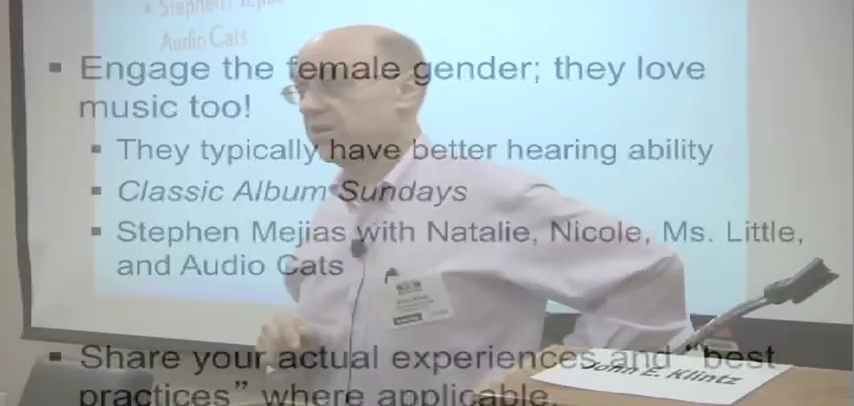 Stephen Mejias
Audio Cats
Engage the female gender; they love
music too!
They typically have better hearing ability
Classic Album Sundays
Stephen Mejias with Natalie, Nicole, Ms. Little,
and Audio Cats
Share your actual experiences and "best
practices" where applicable.
John E. Klintz